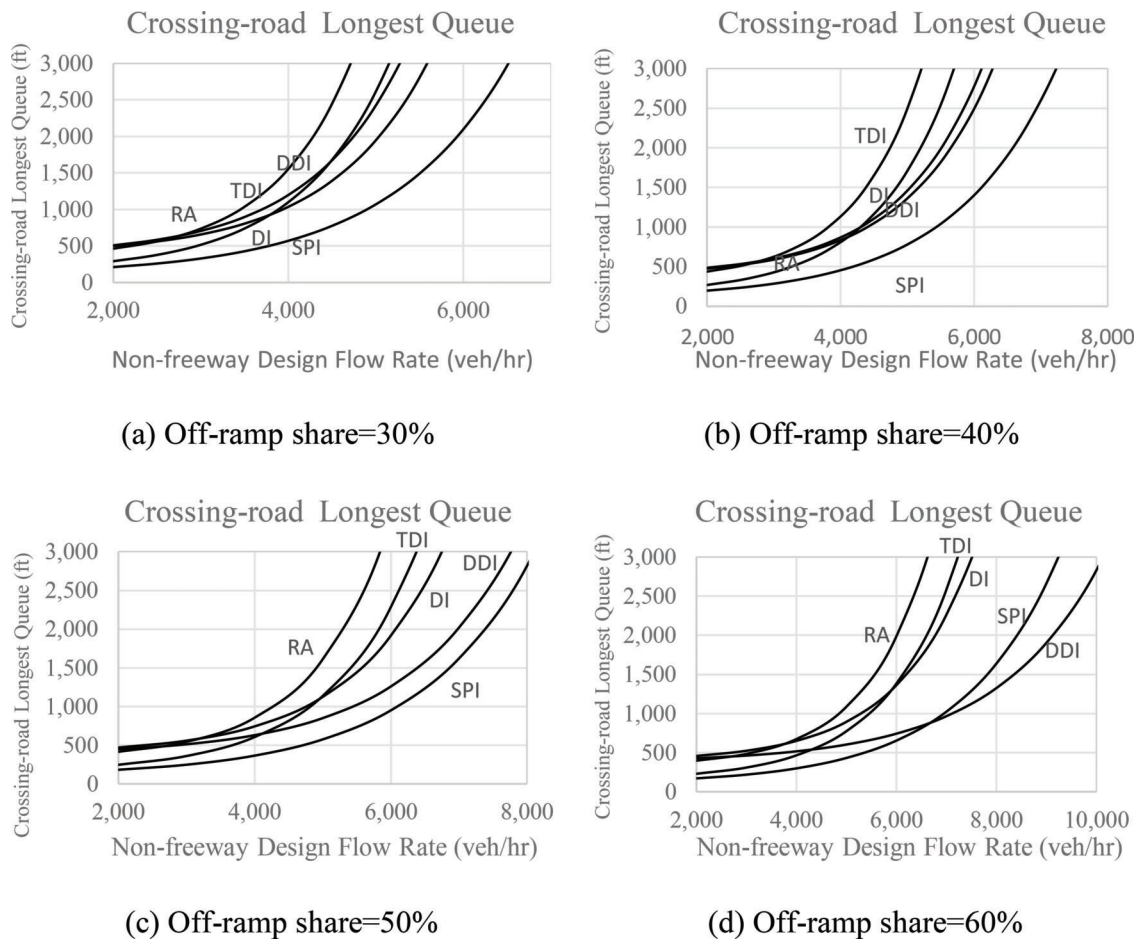 Crossing-road Longest Queue
Crossing-road Longest Queue (ft)
3,000
2,500
2,000
1,500
1,000
500
0
RA
TDI
DDI
DI
SPI
2,000
4,000
6,000
Non-freeway Design Flow Rate (veh/hr)
(a) Off-ramp share=30%
Crossing-road Longest Queue
Crossing-road Longest Queue (ft)
3,000
2,500
2,000
1,500
1,000
500
0
TDI
DI
DDI
RA
SPI
2,000
4,000
6,000
8,000
Non-freeway Design Flow Rate (veh/hr)
(b) Off-ramp share=40%
Crossing-road Longest Queue
Crossing-road Longest Queue (ft)
3,000
2,500
2,000
1,500
1,000
500
0
TDI
DDI
DI
RA
SPI
2,000
4,000
6,000
8,000
Non-freeway Design Flow Rate (veh/hr)
(c) Off-ramp share=50%
Crossing-road Longest Queue
Crossing-road Longest Queue (ft)
3,000
2,500
2,000
1,500
1,000
500
0
TDI
DI
SPI
RA
DDI
2,000
4,000
6,000
8,000
10,000
Non-freeway Design Flow Rate (veh/hr)
(d) Off-ramp share=60%